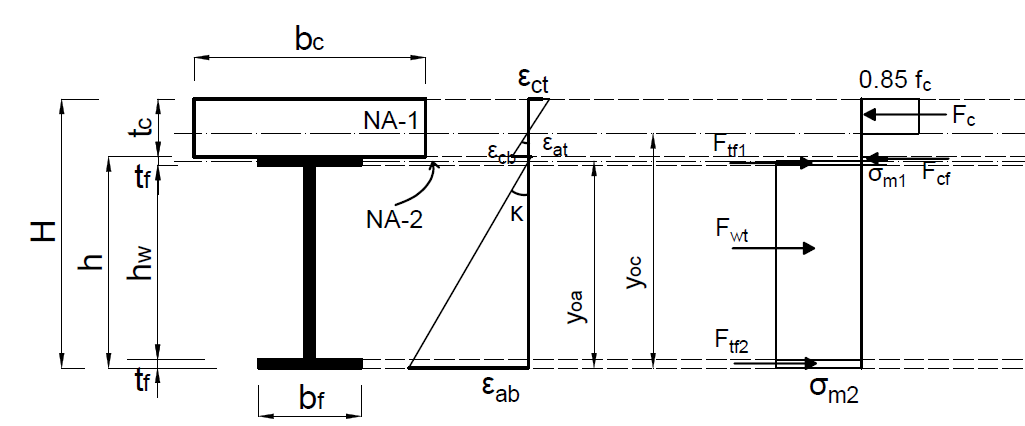 bc
εct
0.85 fc
tc
NA-1
Fc
εcb
εat
Ftf1
tf
σm1
Fcf
NA-2
κ
H
h
hw
Fwt
yoa
yoc
Ftf2
tf
εab
σm2
bf